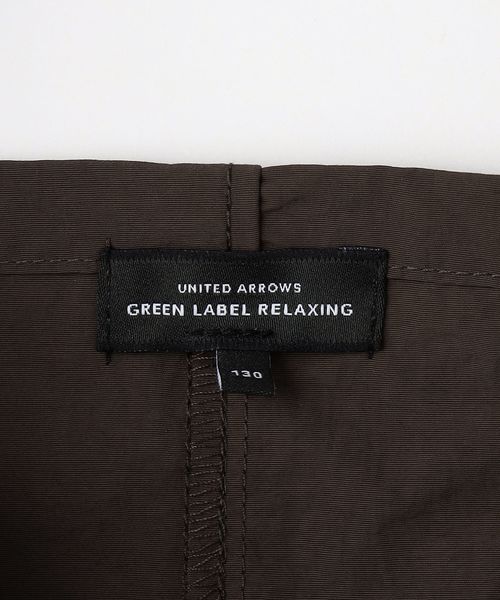 UNITED ARROWS
GREEN LABEL RELAXING
130